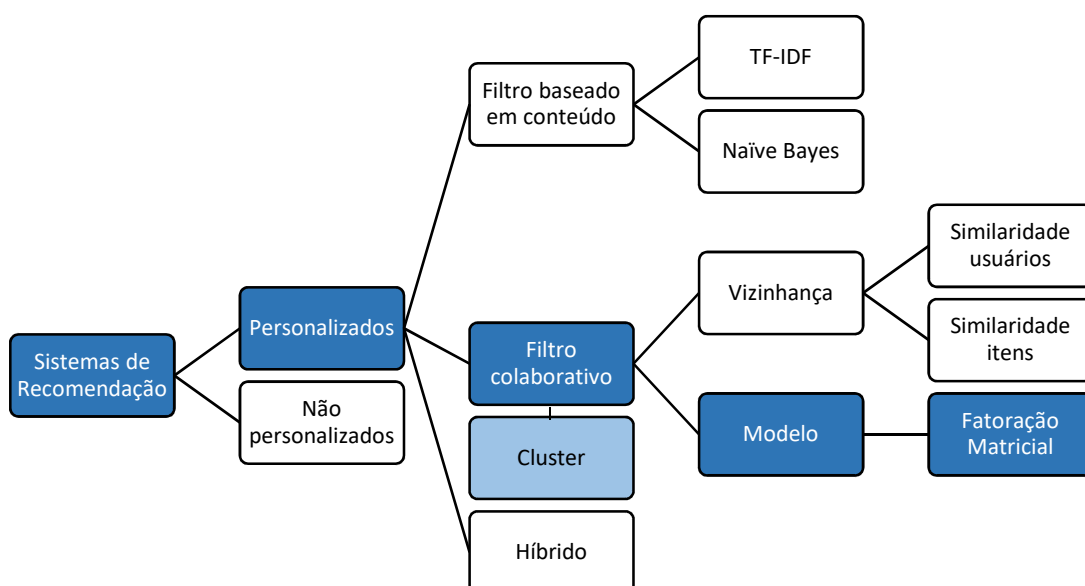 TF-IDF
Filtro baseado
em conteúdo
Naïve Bayes
Similaridade
usuários
Vizinhança
Personalizados
Similaridade
itens
Filtro
colaborativo
Sistemas de
Recomendação
Não
personalizados
Modelo
Fatoração
Matricial
Cluster
Híbrido